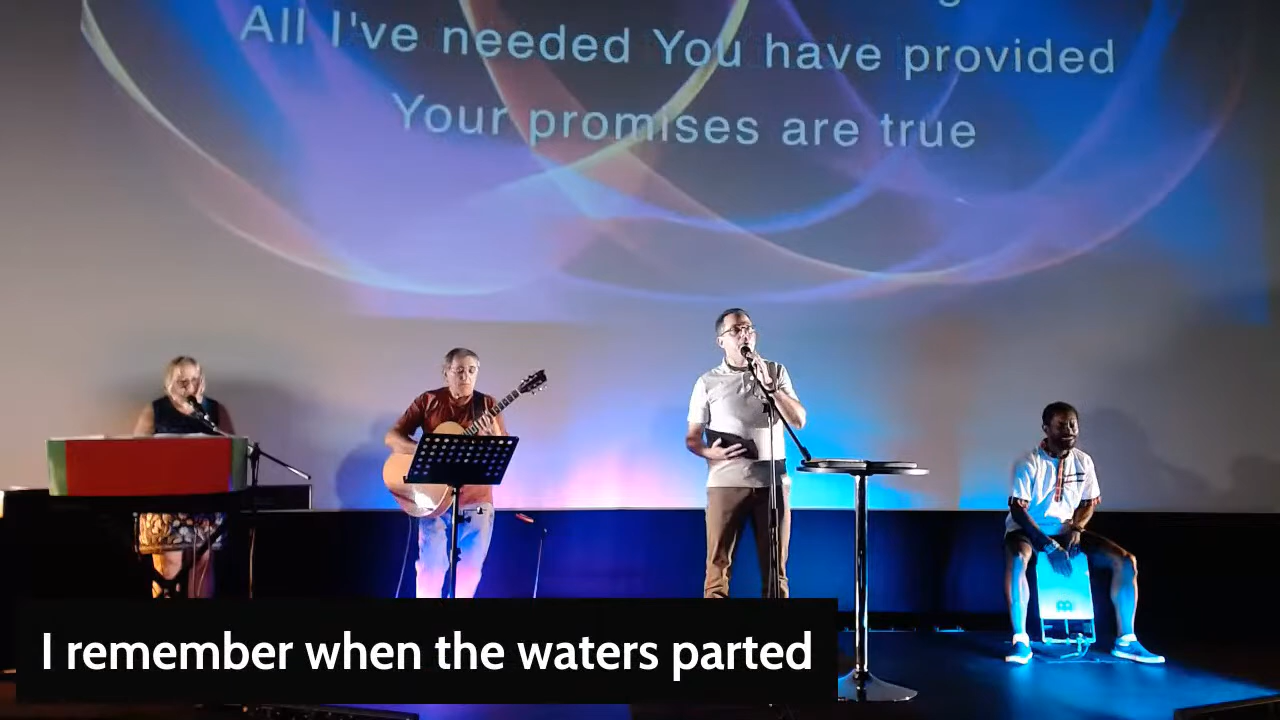 All I've needed You have provided
Your promises are true
I remember when the waters parted